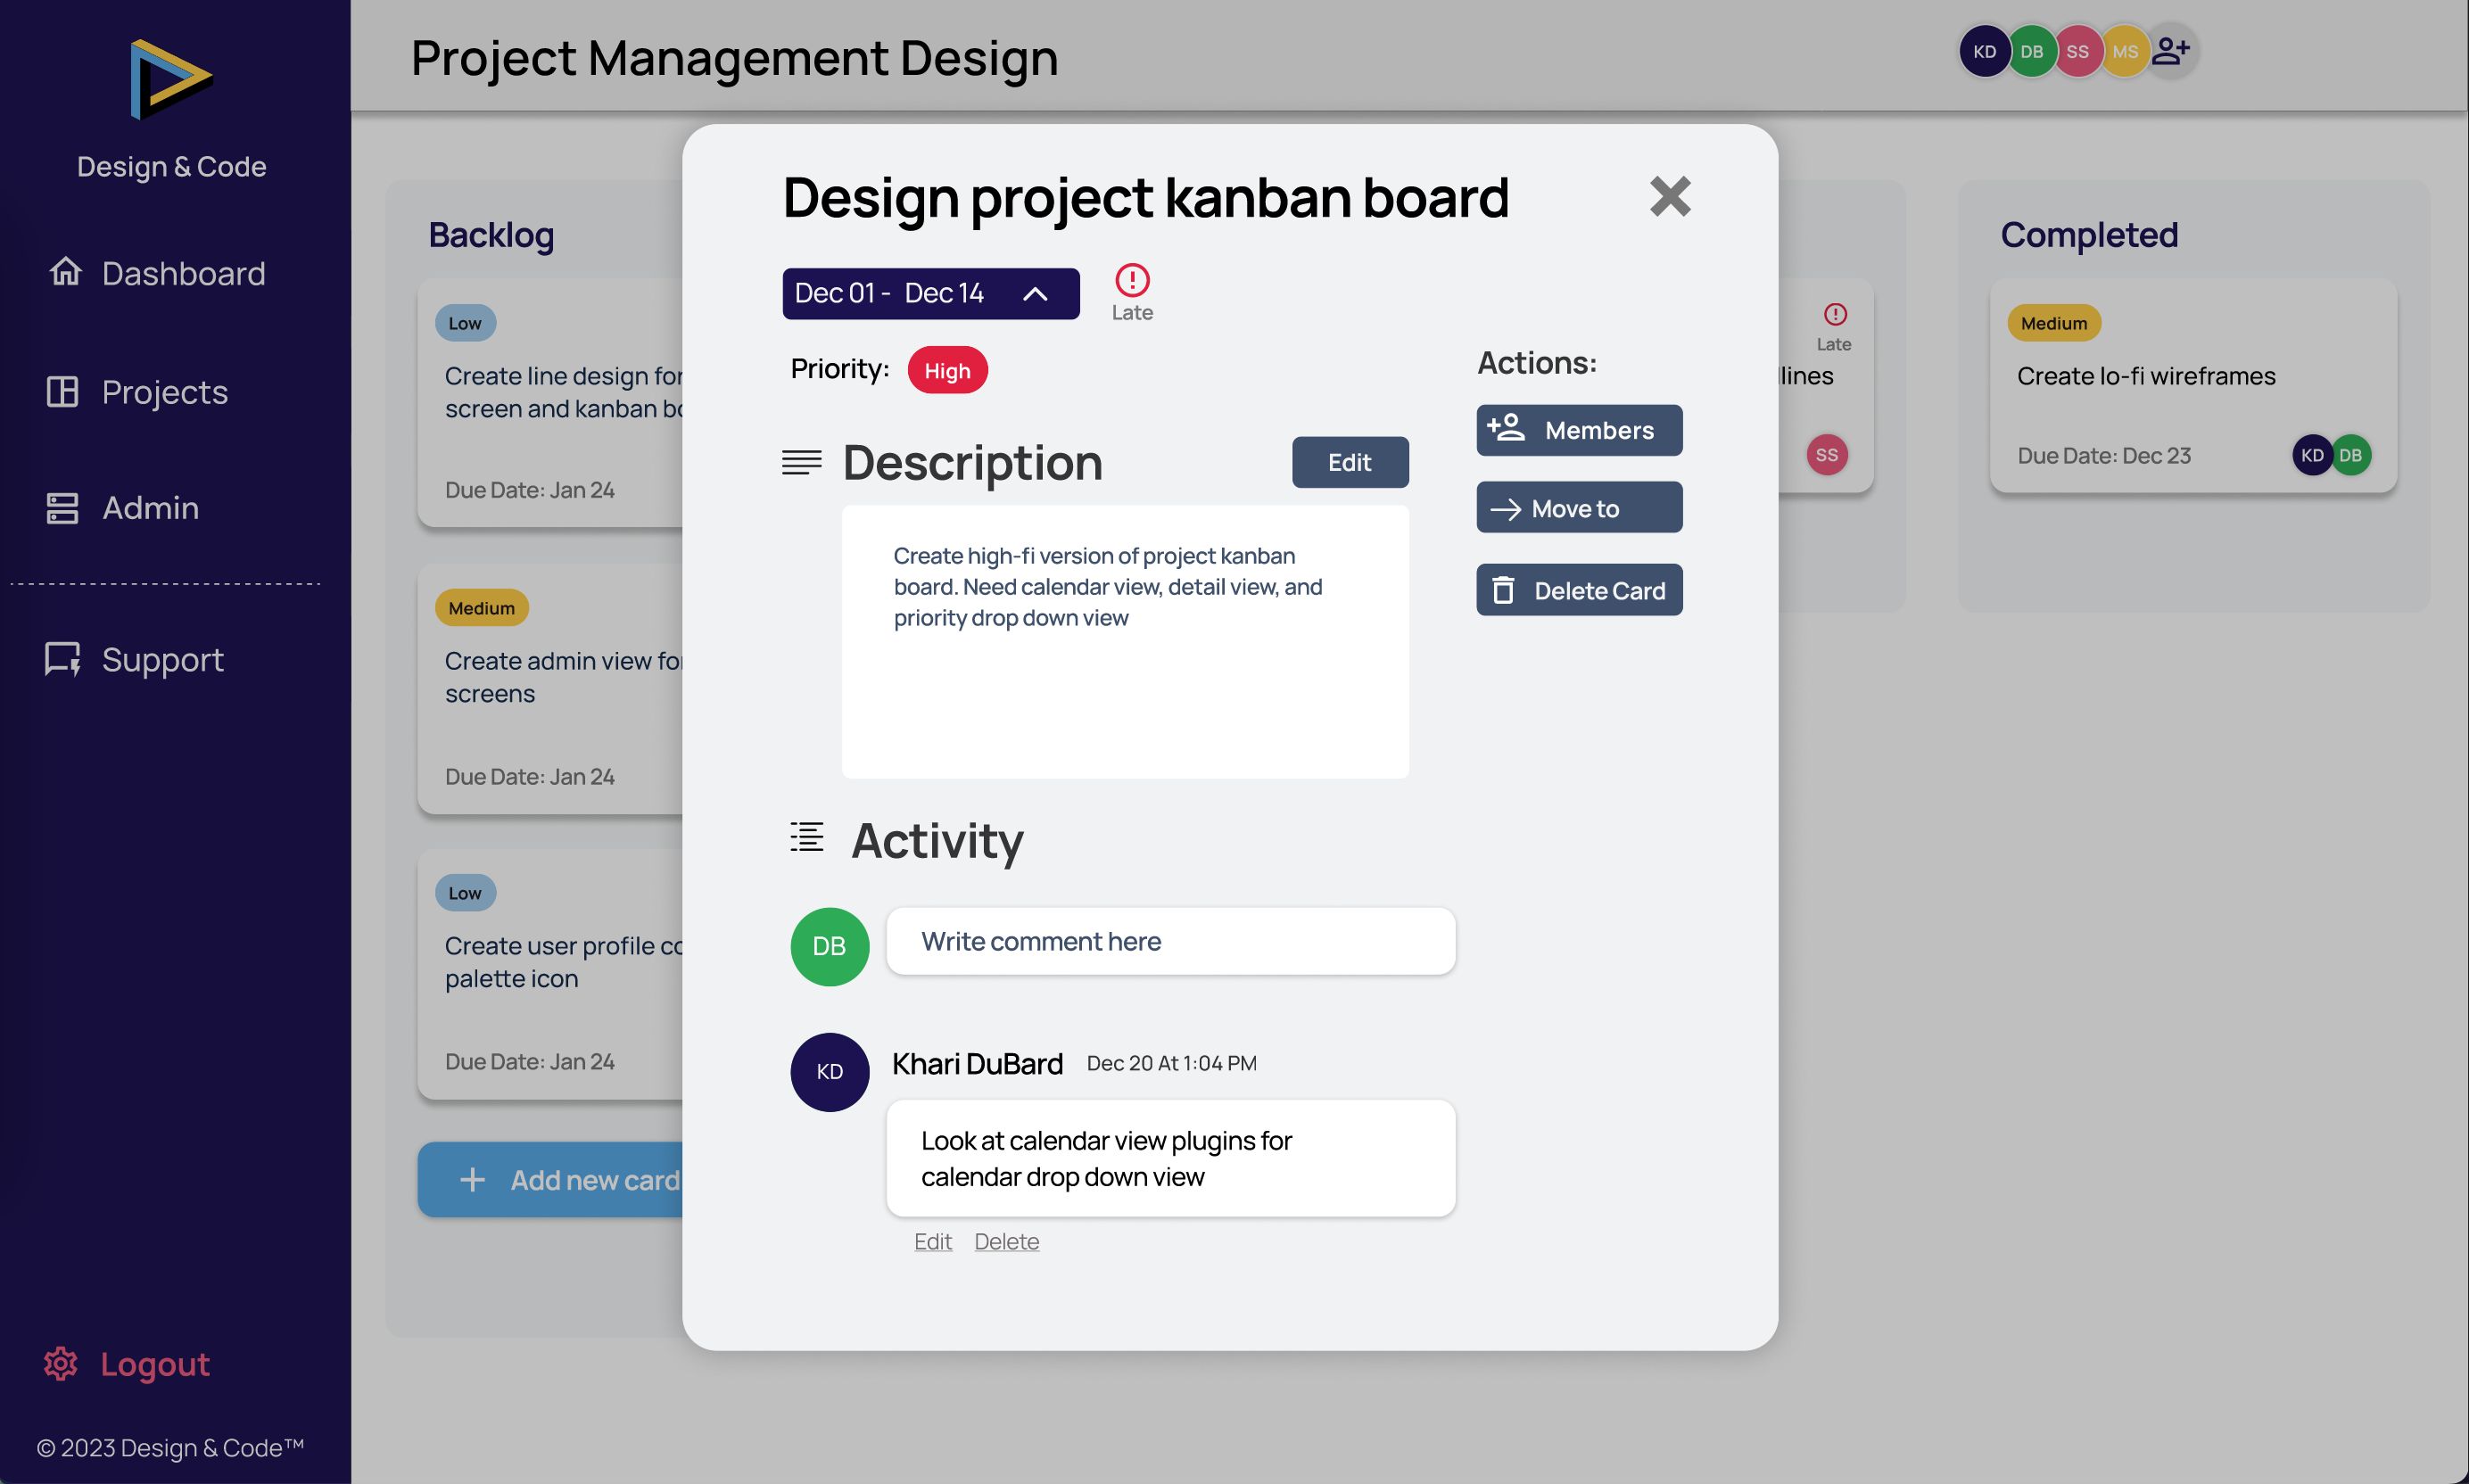 Design & Code
Dashboard
Projects
Admin
Support
Logout
© 2023 Design & Code™
Project Management Design
KD DB SS MS
Backlog
Low
Create line design for
screen and kanban
Due Date: Jan 24
Medium
Create admin view for
screens
Due Date: Jan 24
Low
Create user profile
palette icon
Due Date: Jan 24
Add new card
Design project kanban board
Dec 01 - Dec 14
Late
Priority: High
Description
Edit
Create high-fi version of project kanban
board. Need calendar view, detail view, and
priority drop down view
Actions:
Members
Move to
Delete Card
Activity
DB
Write comment here
KD
Khari DuBard Dec 20 At 1:04 PM
Look at calendar view plugins for
calendar drop down view
Edit Delete
Late
SS
Completed
Medium
Create lo-fi wireframes
Due Date: Dec 23
KD DB